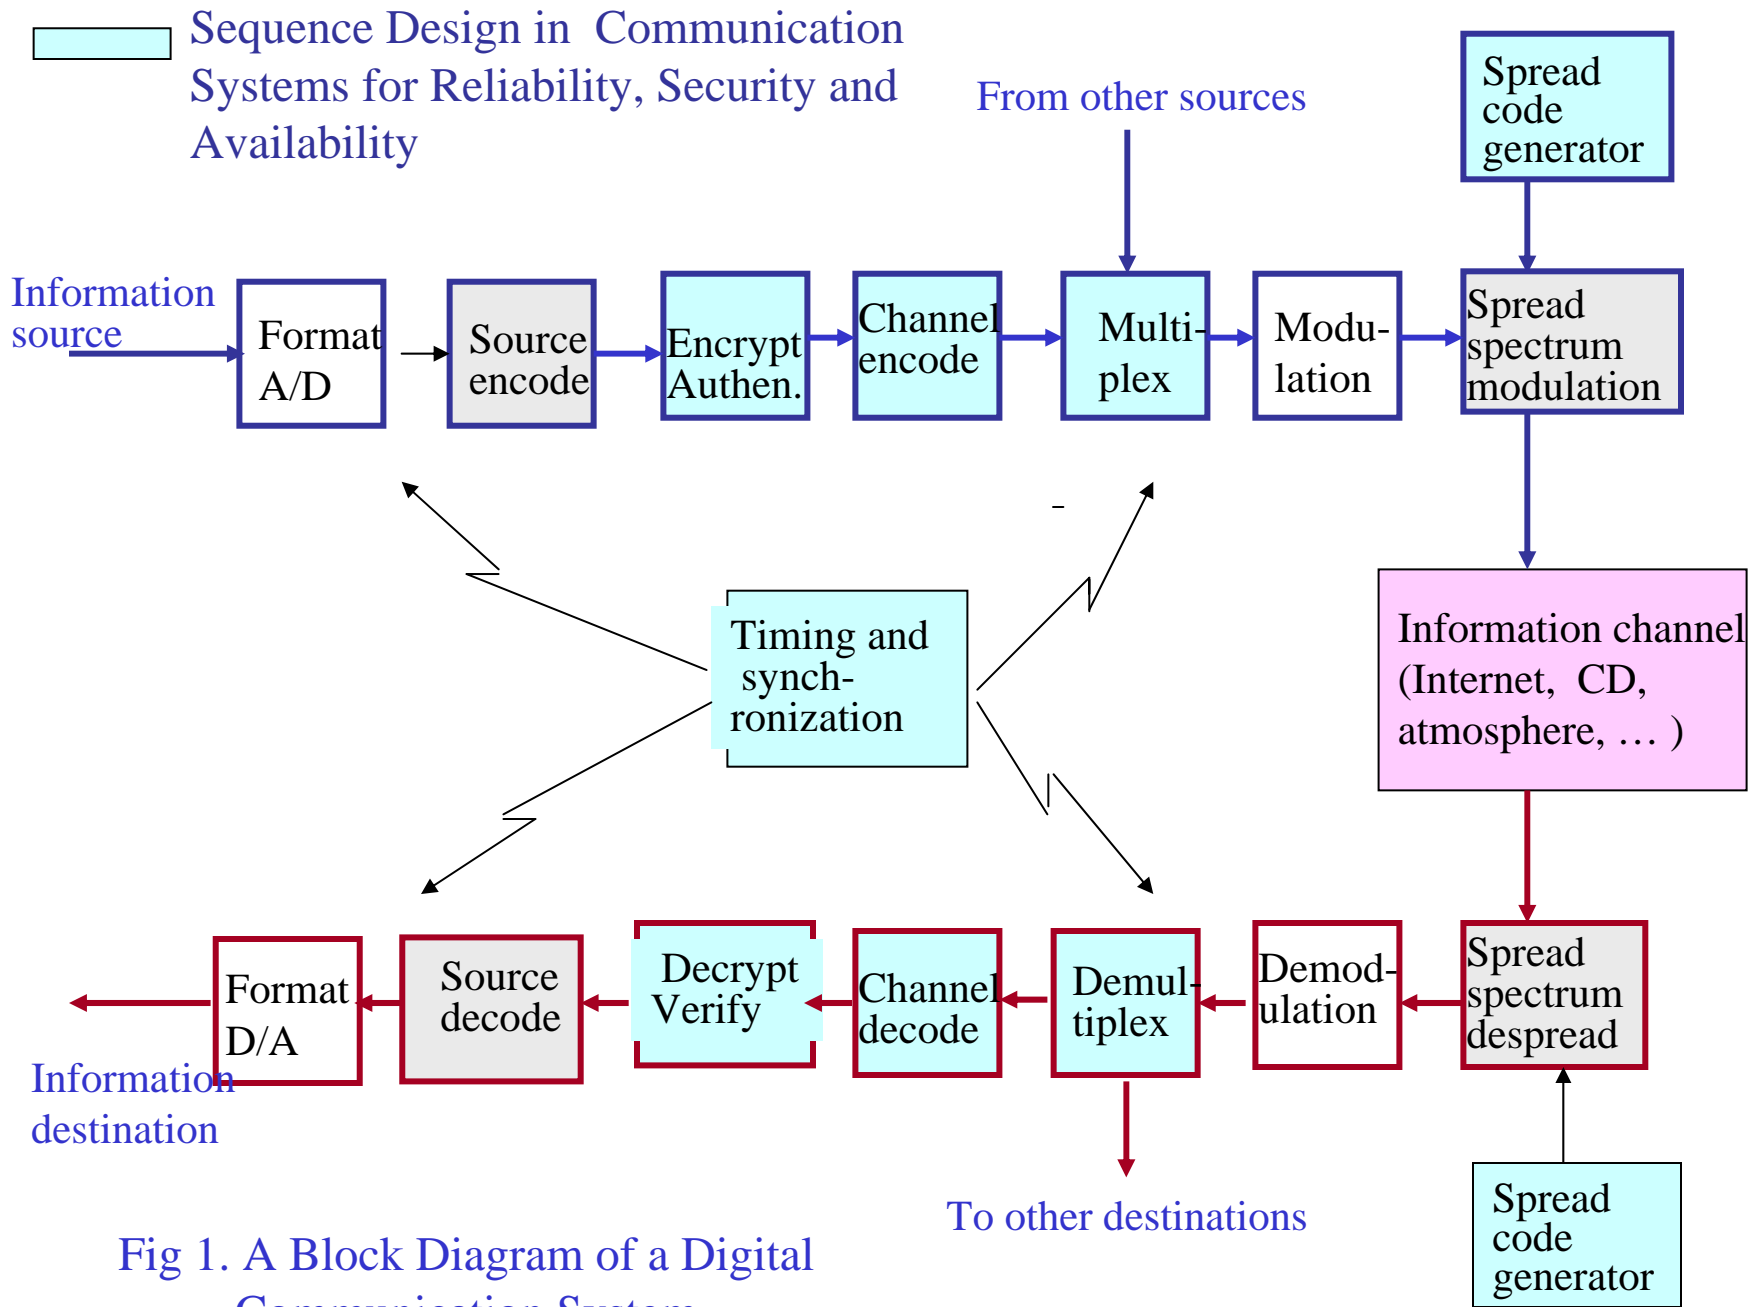 Sequence Design in Communication
Systems for Reliability, Security and
Availability
From other sources
Spread
code
generator
Information
source
Format
A/D
Source
encode
Encrypt
Authen.
Channel
encode
Multi-
plex
Modu-
lation
Spread
spectrum
modulation
Timing and
synch-
ronization
Information channel
(Internet, CD,
atmosphere, … )
Format
D/A
Source
decode
Decrypt
Verify
Channel
decode
Demul-
tiplex
Demod-
ulation
Spread
spectrum
despread
Information
destination
To other destinations
Spread
code
generator
Fig 1. A Block Diagram of a Digital
Communication System